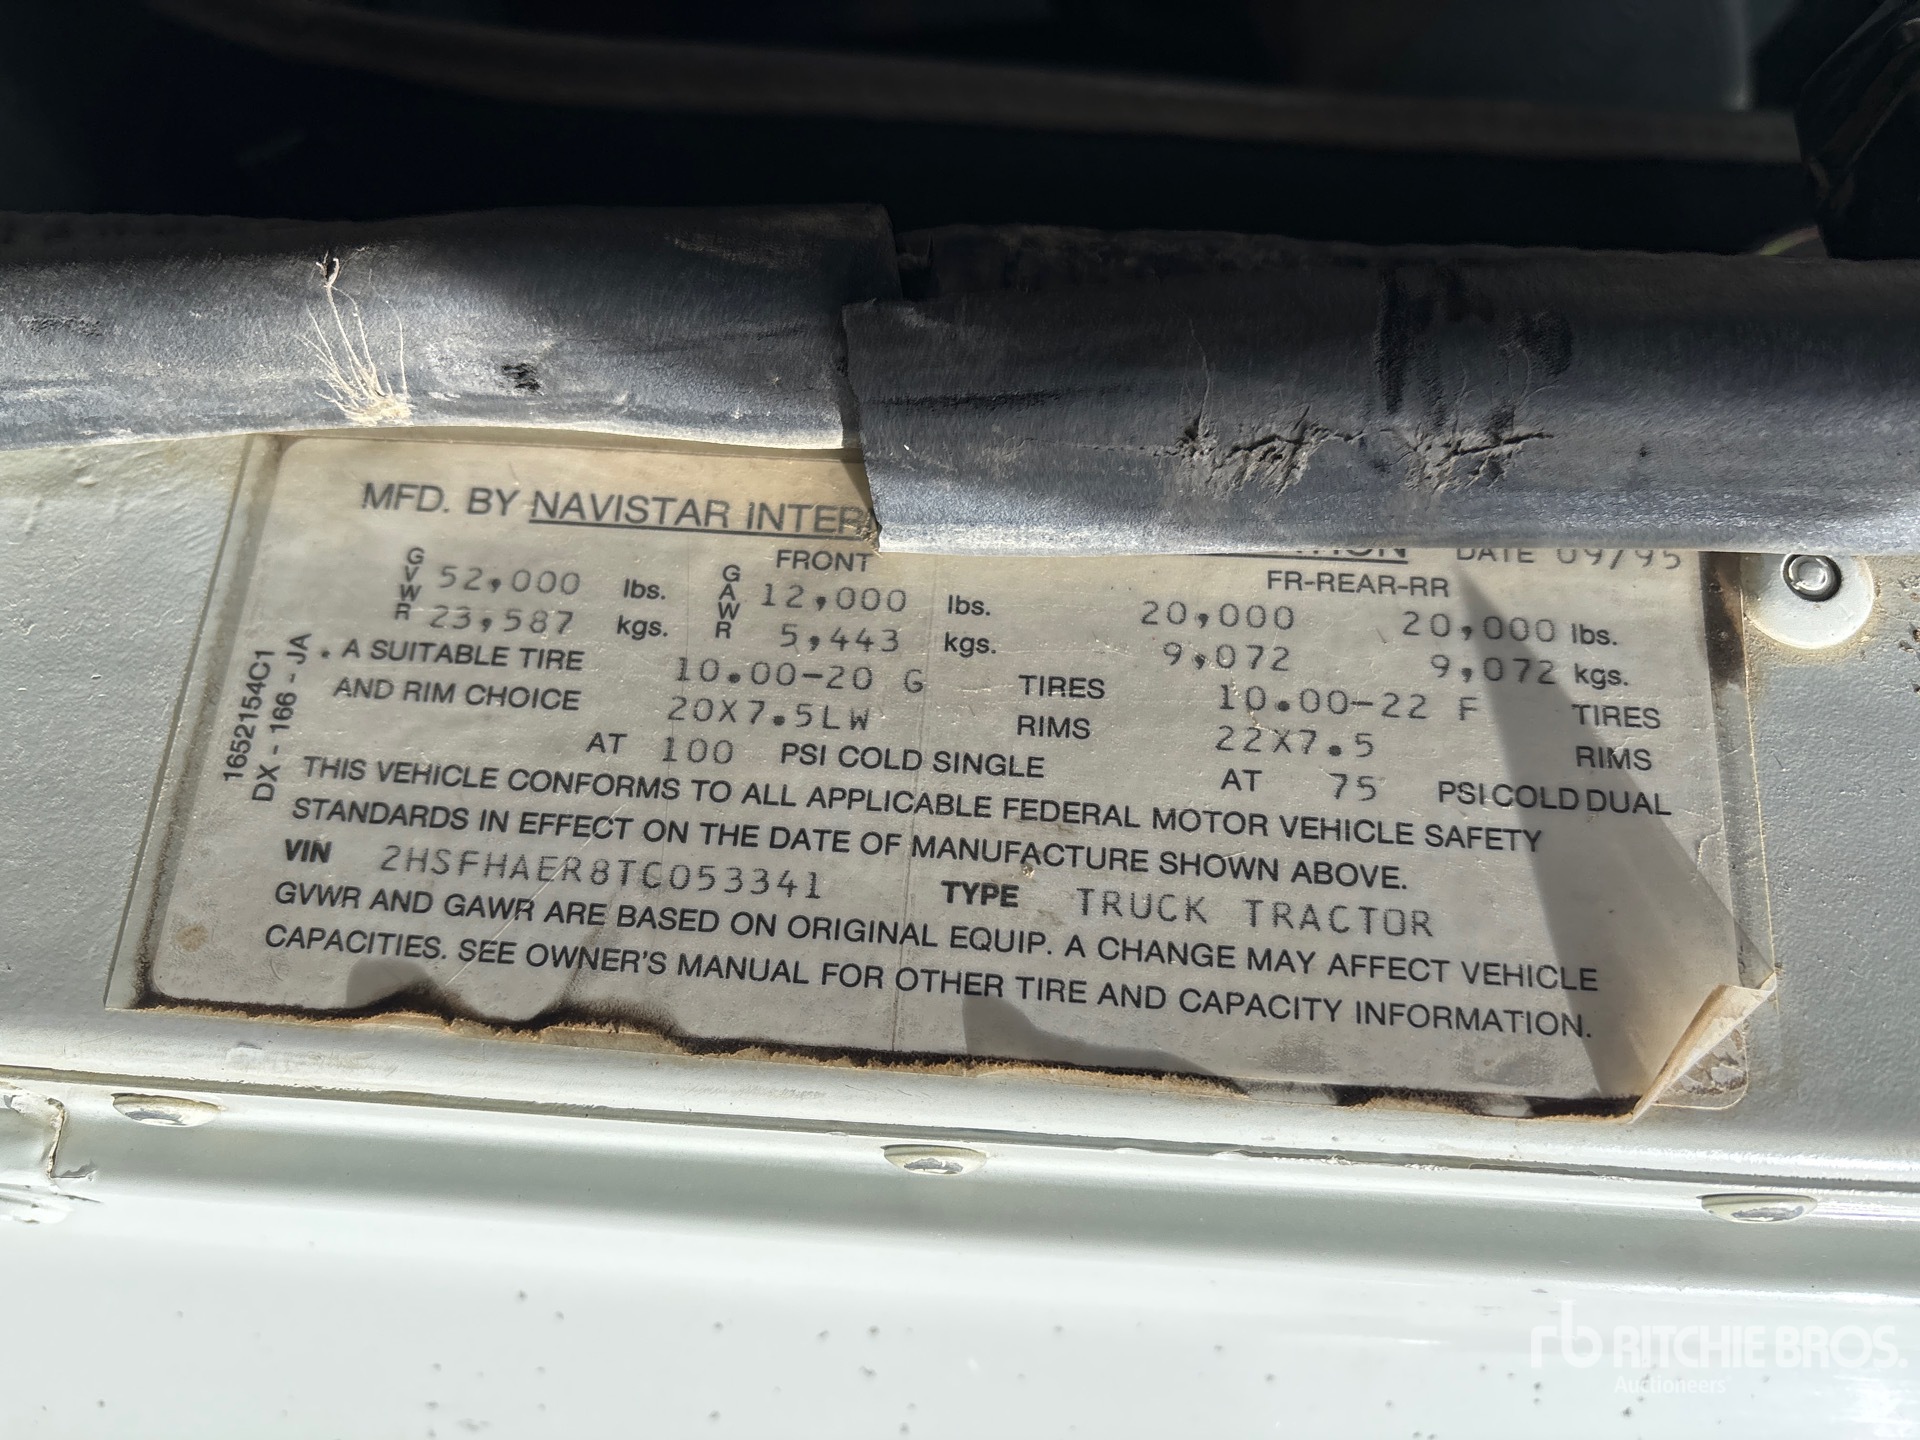 MFD. BY NAVISTAR INTER
DATE 09/95
GVWR 52,000 lbs. 23,587 kgs.
FRONT
GAWR 12,000 lbs. 5,443 kgs.
FR-REAR-RR
20,000 20,000 lbs.
9,072 9,072 kgs.
. A SUITABLE TIRE 10.00-20 G TIRES 10.00-22 F TIRES
AND RIM CHOICE 20X7.5LW RIMS 22X7.5 RIMS
AT 100 PSI COLD SINGLE AT 75 PSI COLD DUAL
THIS VEHICLE CONFORMS TO ALL APPLICABLE FEDERAL MOTOR VEHICLE SAFETY
STANDARDS IN EFFECT ON THE DATE OF MANUFACTURE SHOWN ABOVE.
VIN 2HSFHAER8TC053341 TYPE TRUCK TRACTOR
GVWR AND GAWR ARE BASED ON ORIGINAL EQUIP. A CHANGE MAY AFFECT VEHICLE
CAPACITIES. SEE OWNER'S MANUAL FOR OTHER TIRE AND CAPACITY INFORMATION.
1652154C1
DX - 166 - JA
rb RITCHIE BROS.
Auctioneers